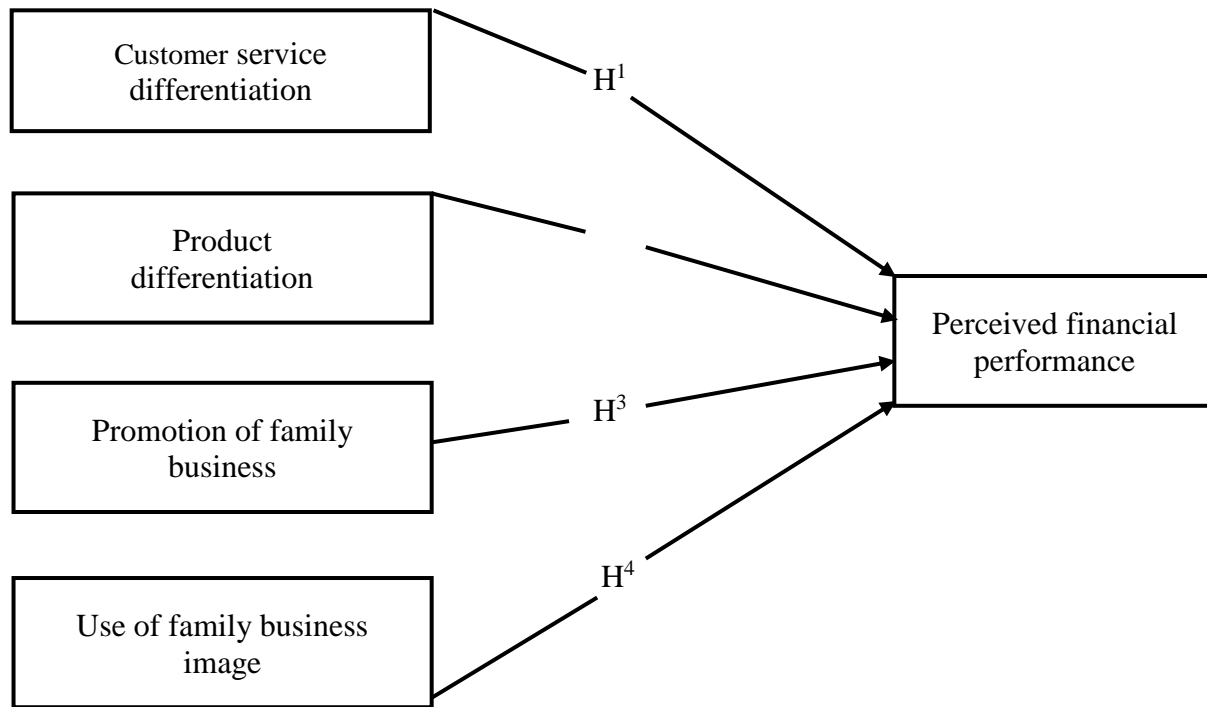 Customer service
differentiation
H¹
Product
differentiation
Perceived financial
performance
Promotion of family
business
H³
Use of family business
image
H⁴